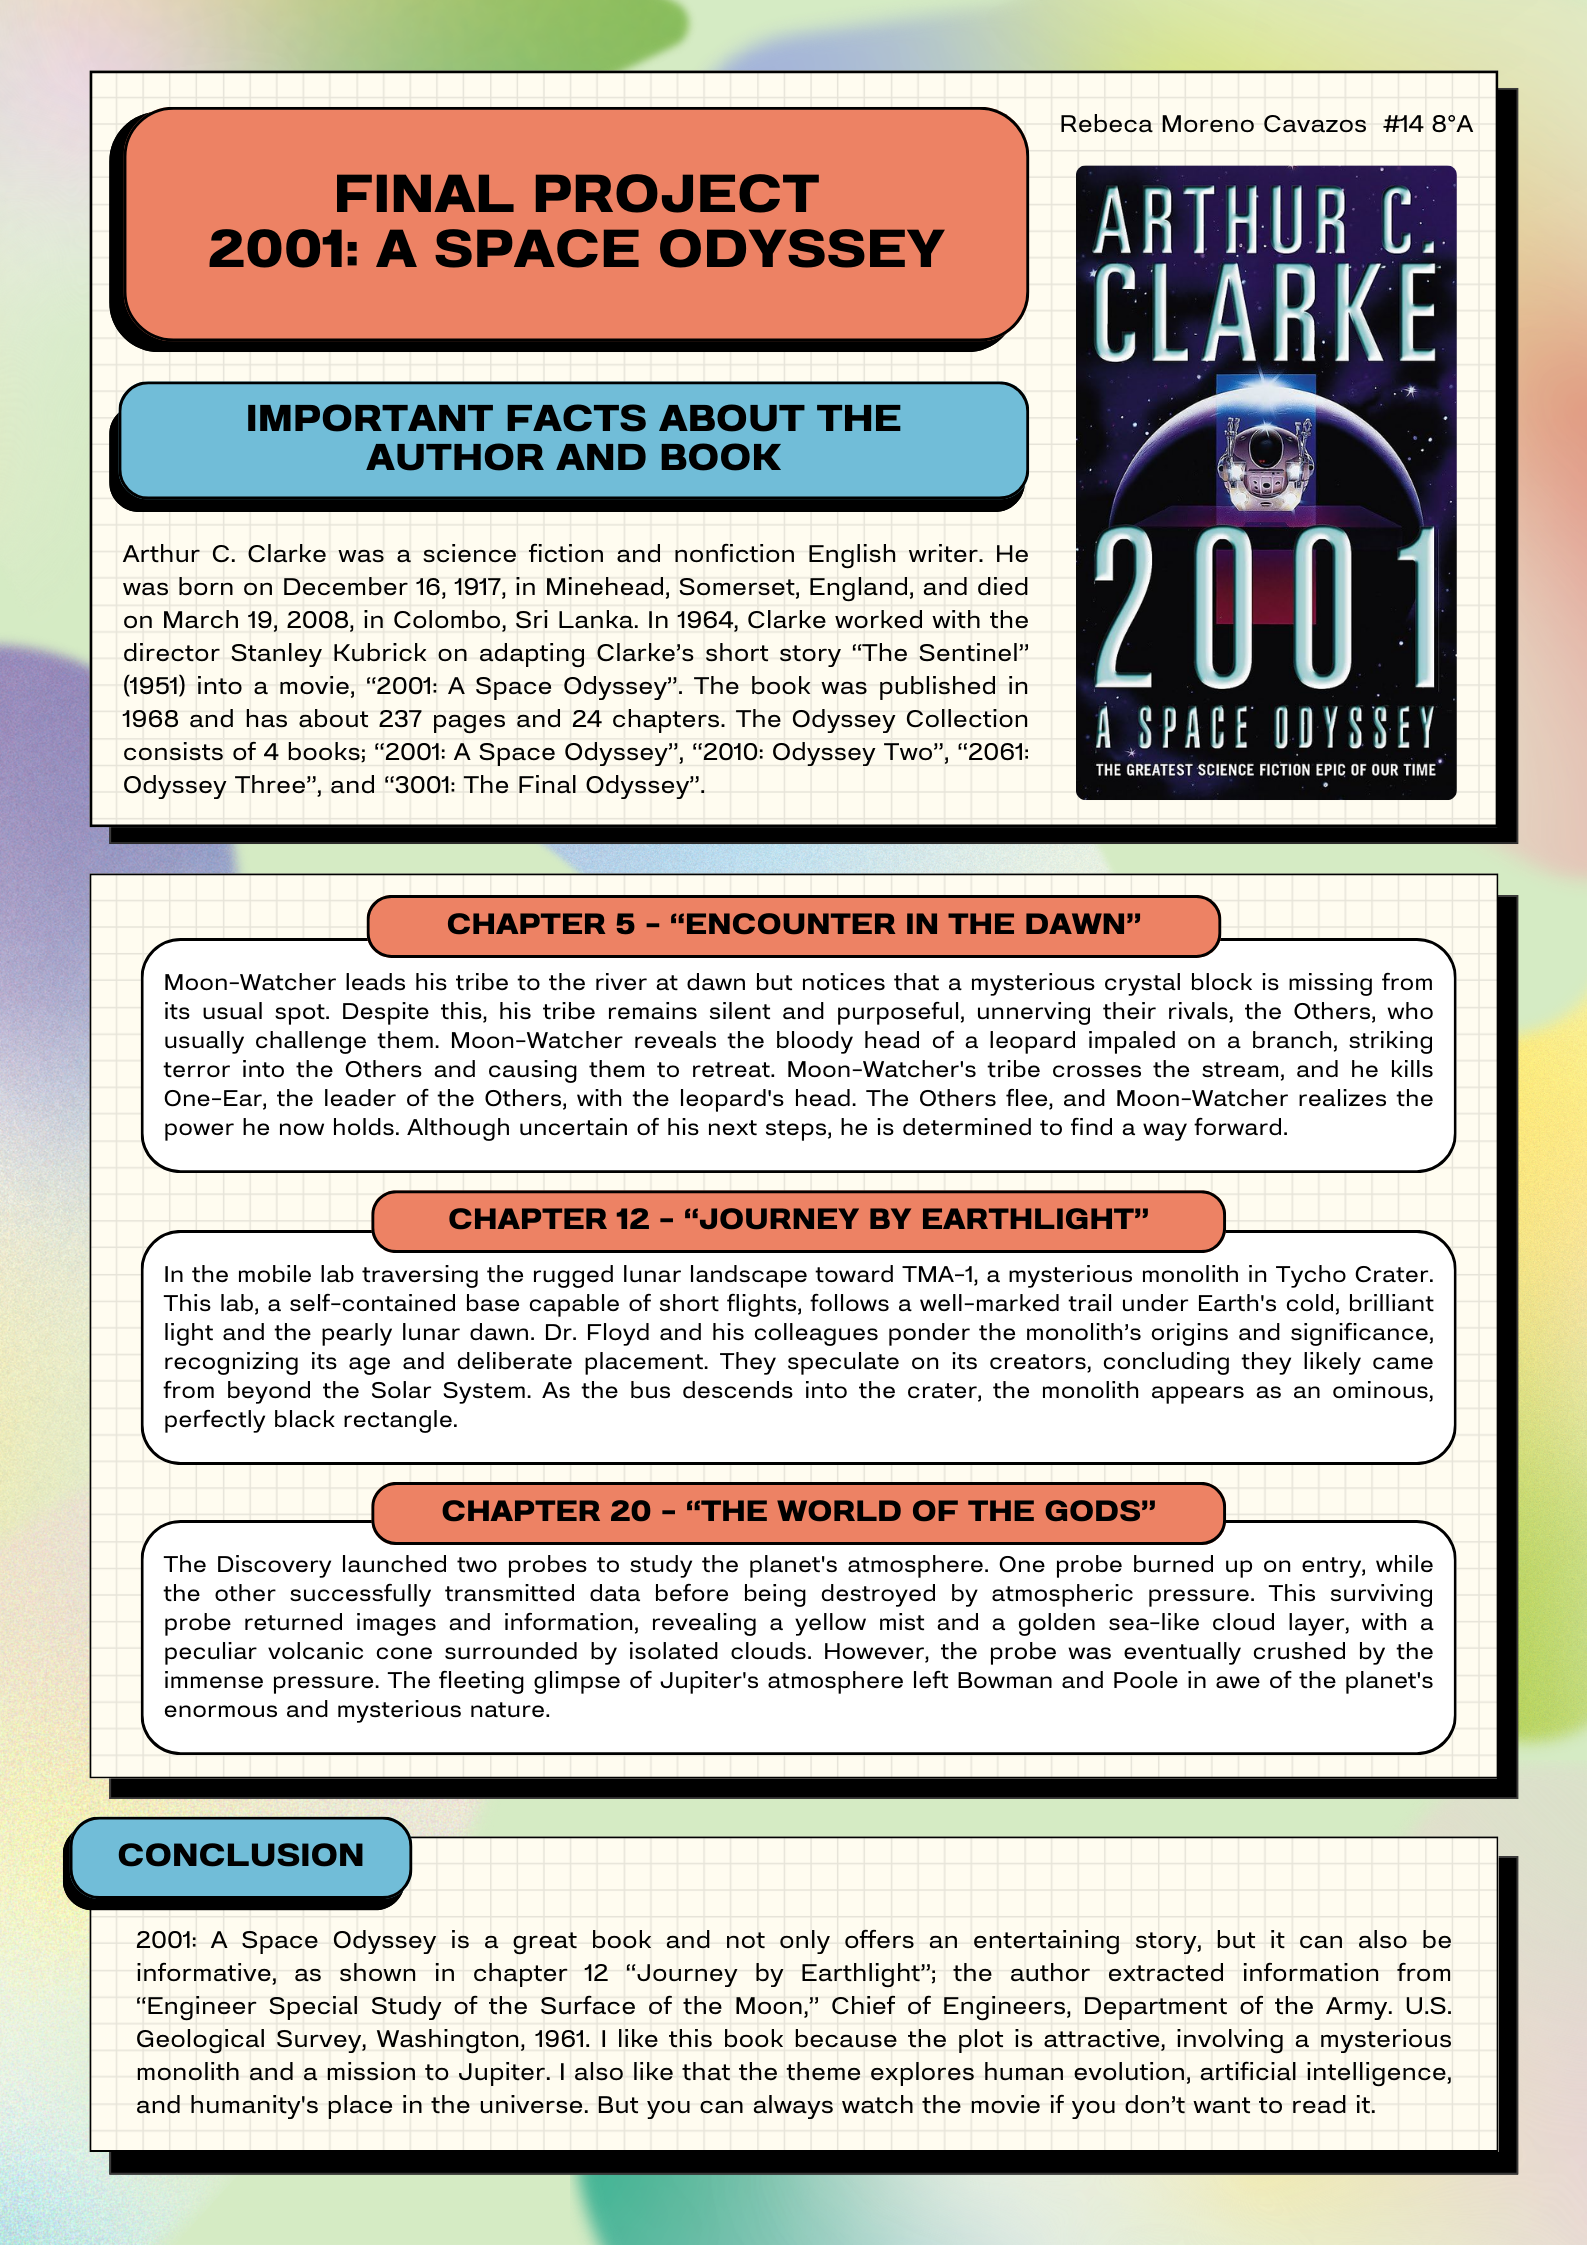 Rebeca Moreno Cavazos #14 8°A
FINAL PROJECT
2001: A SPACE ODYSSEY
IMPORTANT FACTS ABOUT THE
AUTHOR AND BOOK
Arthur C. Clarke was a science fiction and nonfiction English writer. He
was born on December 16, 1917, in Minehead, Somerset, England, and died
on March 19, 2008, in Colombo, Sri Lanka. In 1964, Clarke worked with the
director Stanley Kubrick on adapting Clarke’s short story “The Sentinel”
(1951) into a movie, “2001: A Space Odyssey”. The book was published in
1968 and has about 237 pages and 24 chapters. The Odyssey Collection
consists of 4 books; “2001: A Space Odyssey”, “2010: Odyssey Two”, “2061:
Odyssey Three”, and “3001: The Final Odyssey”.
ARTHUR C.
CLARKE
2001
A SPACE ODYSSEY
THE GREATEST SCIENCE FICTION EPIC OF OUR TIME
CHAPTER 5 - “ENCOUNTER IN THE DAWN”
Moon-Watcher leads his tribe to the river at dawn but notices that a mysterious crystal block is missing from
its usual spot. Despite this, his tribe remains silent and purposeful, unnerving their rivals, the Others, who
usually challenge them. Moon-Watcher reveals the bloody head of a leopard impaled on a branch, striking
terror into the Others and causing them to retreat. Moon-Watcher's tribe crosses the stream, and he kills
One-Ear, the leader of the Others, with the leopard's head. The Others flee, and Moon-Watcher realizes the
power he now holds. Although uncertain of his next steps, he is determined to find a way forward.
CHAPTER 12 - “JOURNEY BY EARTHLIGHT”
In the mobile lab traversing the rugged lunar landscape toward TMA-1, a mysterious monolith in Tycho Crater.
This lab, a self-contained base capable of short flights, follows a well-marked trail under Earth's cold, brilliant
light and the pearly lunar dawn. Dr. Floyd and his colleagues ponder the monolith’s origins and significance,
recognizing its age and deliberate placement. They speculate on its creators, concluding they likely came
from beyond the Solar System. As the bus descends into the crater, the monolith appears as an ominous,
perfectly black rectangle.
CHAPTER 20 - “THE WORLD OF THE GODS”
The Discovery launched two probes to study the planet's atmosphere. One probe burned up on entry, while
the other successfully transmitted data before being destroyed by atmospheric pressure. This surviving
probe returned images and information, revealing a yellow mist and a golden sea-like cloud layer, with a
peculiar volcanic cone surrounded by isolated clouds. However, the probe was eventually crushed by the
immense pressure. The fleeting glimpse of Jupiter's atmosphere left Bowman and Poole in awe of the planet's
enormous and mysterious nature.
CONCLUSION
2001: A Space Odyssey is a great book and not only offers an entertaining story, but it can also be
informative, as shown in chapter 12 “Journey by Earthlight”; the author extracted information from
“Engineer Special Study of the Surface of the Moon,” Chief of Engineers, Department of the Army. U.S.
Geological Survey, Washington, 1961. I like this book because the plot is attractive, involving a mysterious
monolith and a mission to Jupiter. I also like that the theme explores human evolution, artificial intelligence,
and humanity's place in the universe. But you can always watch the movie if you don’t want to read it.